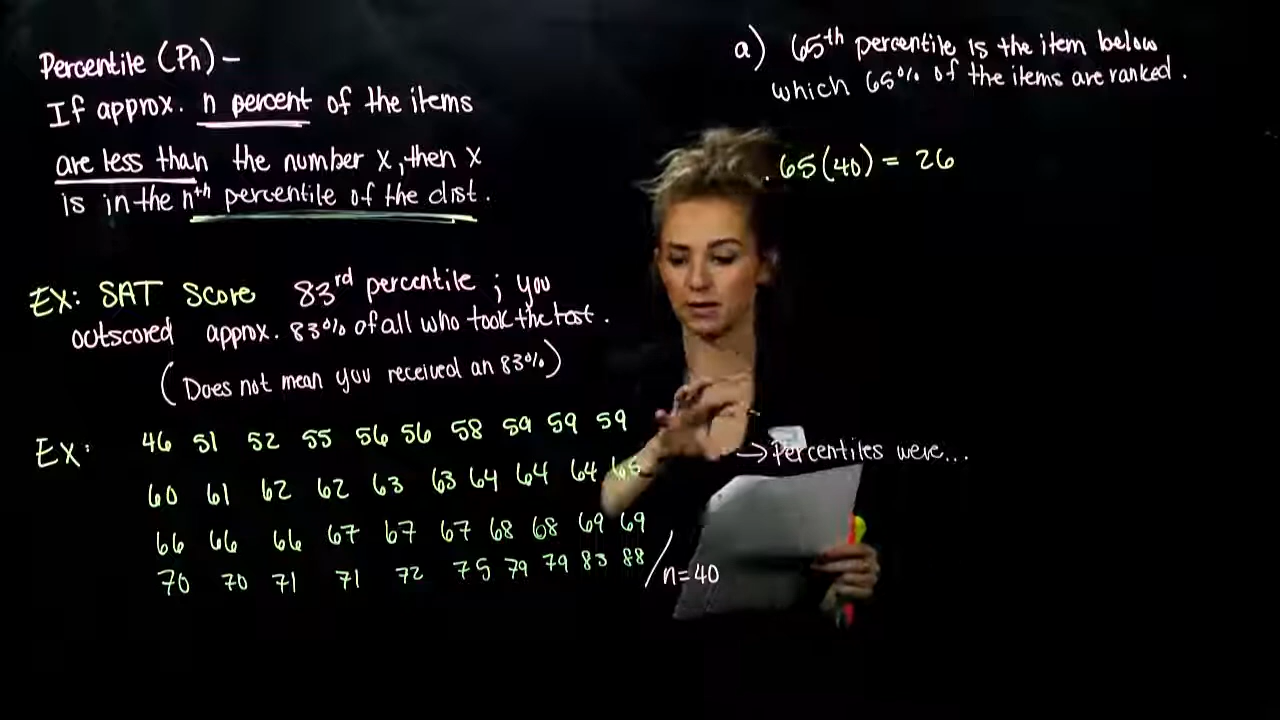 Percentile (Pn) –
If approx. n percent of the items
are less than the number x, then x
is in the nth percentile of the dist.
EX: SAT Score 83rd percentile ; you
outscored approx. 83% of all who took the test.
(Does not mean you received an 83%)
Ex: 46 51 52 55 56 56 58 59 59 59
60 61 62 62 63 63 64 64 64 65
66 66 66 67 67 67 68 68 69 69
70 70 71 71 72 75 79 79 83 88 / n=40
a) 65th percentile is the item below
which 65% of the items are ranked.
.65(40) = 26
→ Percentiles were...